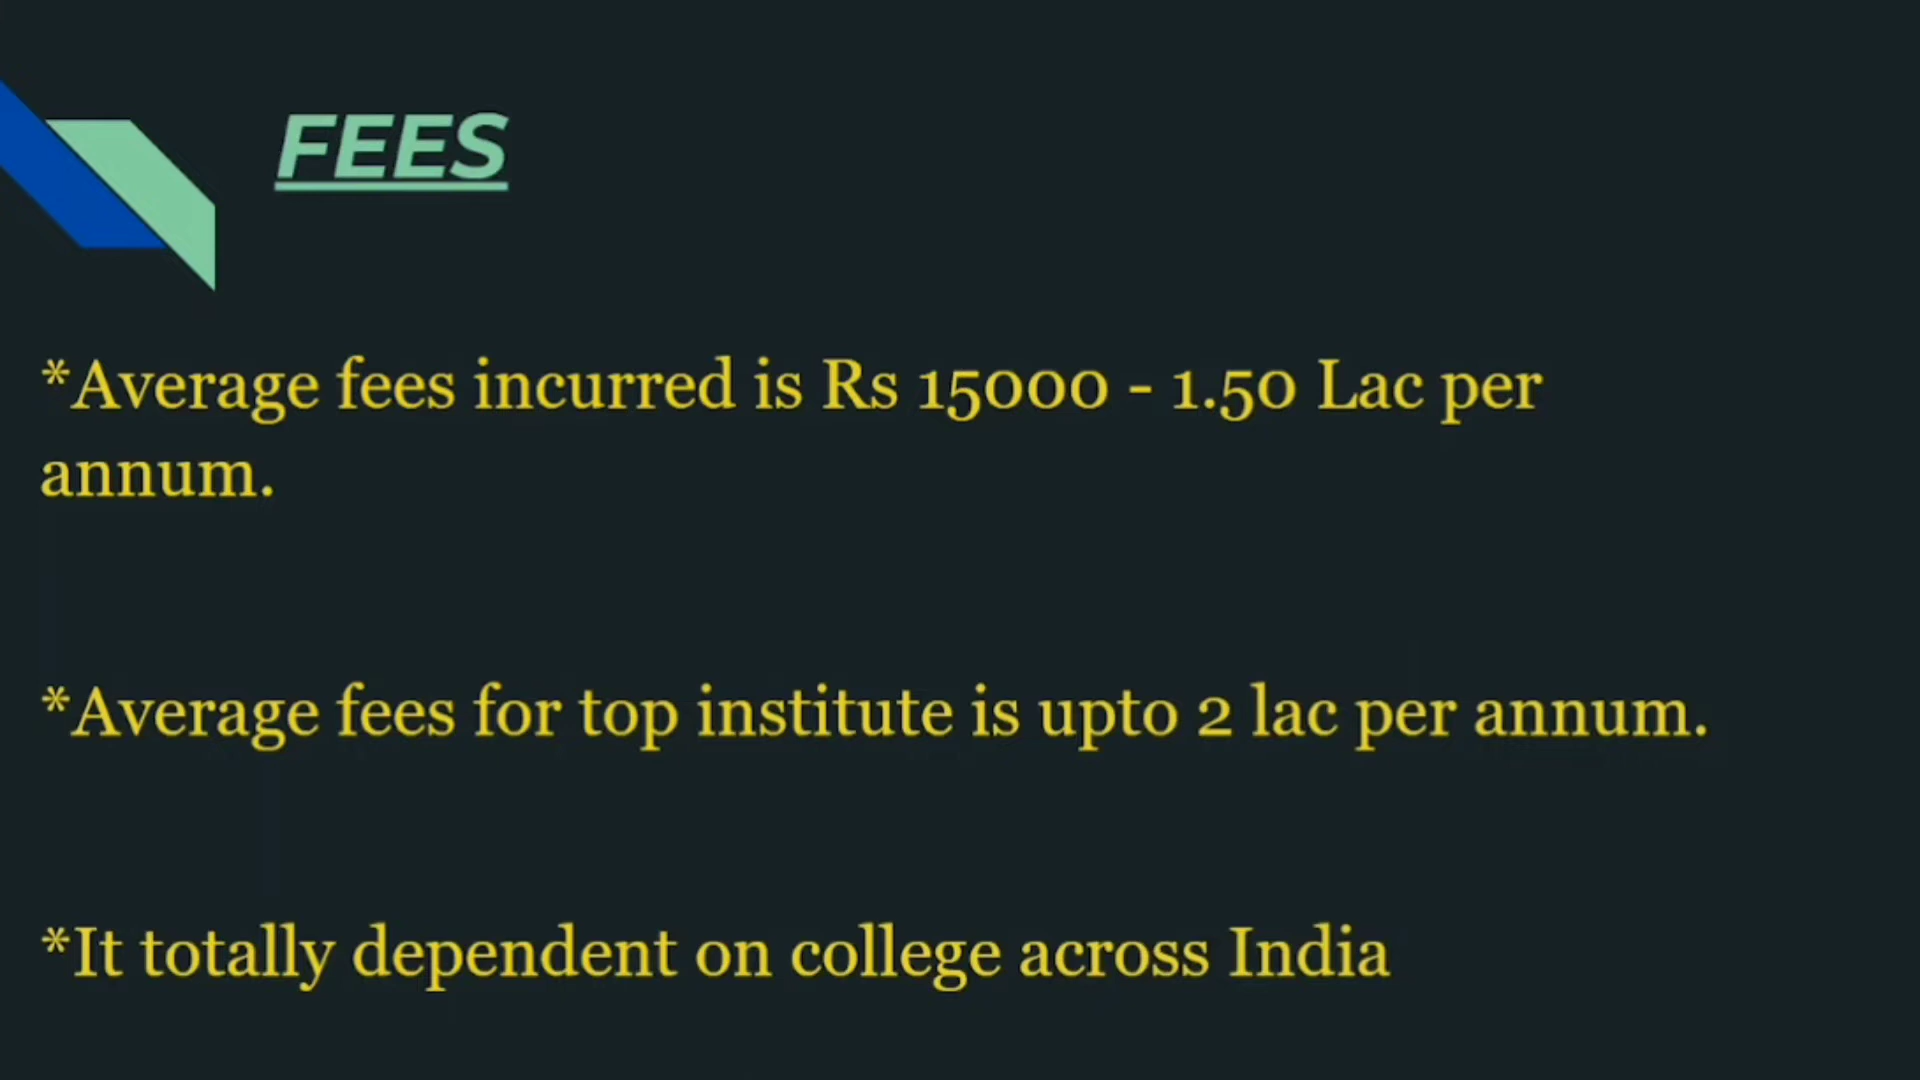 FEES
*Average fees incurred is Rs 15000 - 1.50 Lac per
annum.
*Average fees for top institute is upto 2 lac per annum.
*It totally dependent on college across India